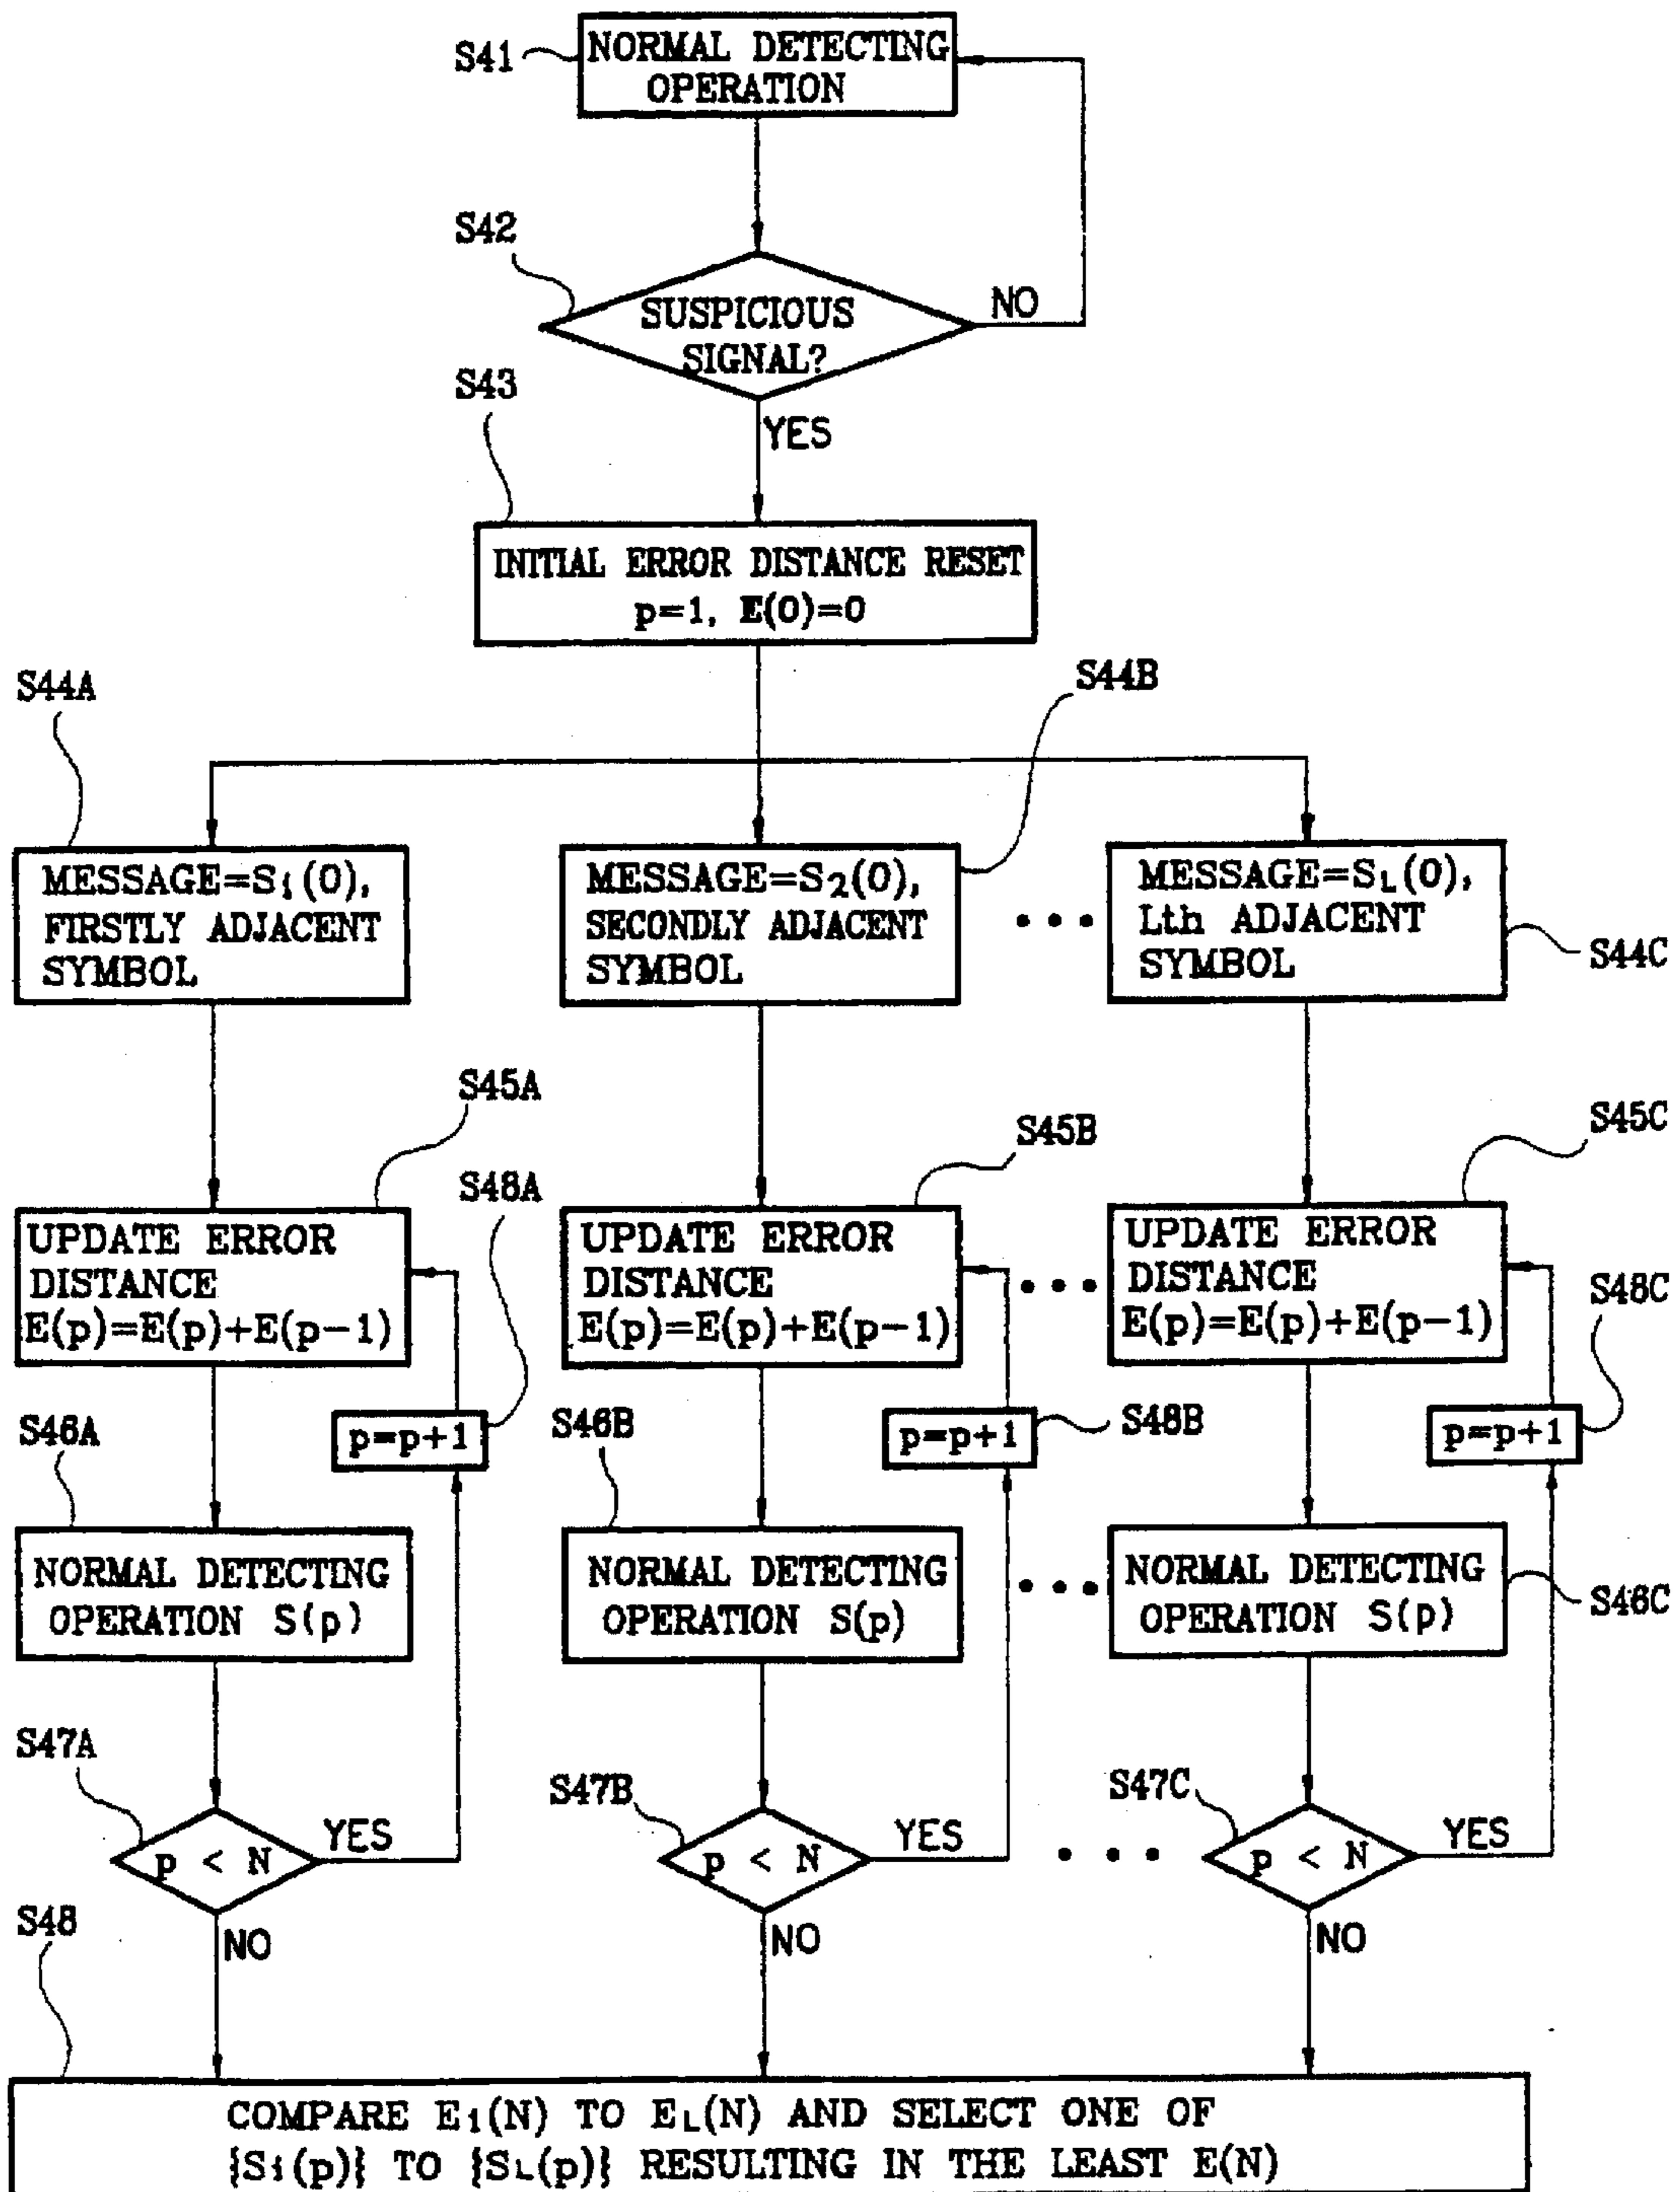 S41
NORMAL DETECTING
OPERATION
S42
SUSPICIOUS
SIGNAL?
NO
YES
S43
INITIAL ERROR DISTANCE RESET
p=1, E(0)=0
S44A
MESSAGE=S1(0),
FIRSTLY ADJACENT
SYMBOL
S44B
MESSAGE=S2(0),
SECONDLY ADJACENT
SYMBOL
• • •
MESSAGE=SL(0),
Lth ADJACENT
SYMBOL
S44C
S45A
UPDATE ERROR
DISTANCE
E(p)=E(p)+E(p-1)
S48A
S45B
UPDATE ERROR
DISTANCE
E(p)=E(p)+E(p-1)
• • •
S45C
UPDATE ERROR
DISTANCE
E(p)=E(p)+E(p-1)
S48C
S46A
p=p+1
S46B
p=p+1
S48B
p=p+1
NORMAL DETECTING
OPERATION S(p)
NORMAL DETECTING
OPERATION S(p)
• • •
NORMAL DETECTING
OPERATION S(p)
S46C
S47A
p < N
YES
NO
S47B
p < N
YES
NO
• • •
S47C
p < N
YES
NO
S48
COMPARE E1(N) TO EL(N) AND SELECT ONE OF
{S1(p)} TO {SL(p)} RESULTING IN THE LEAST E(N)